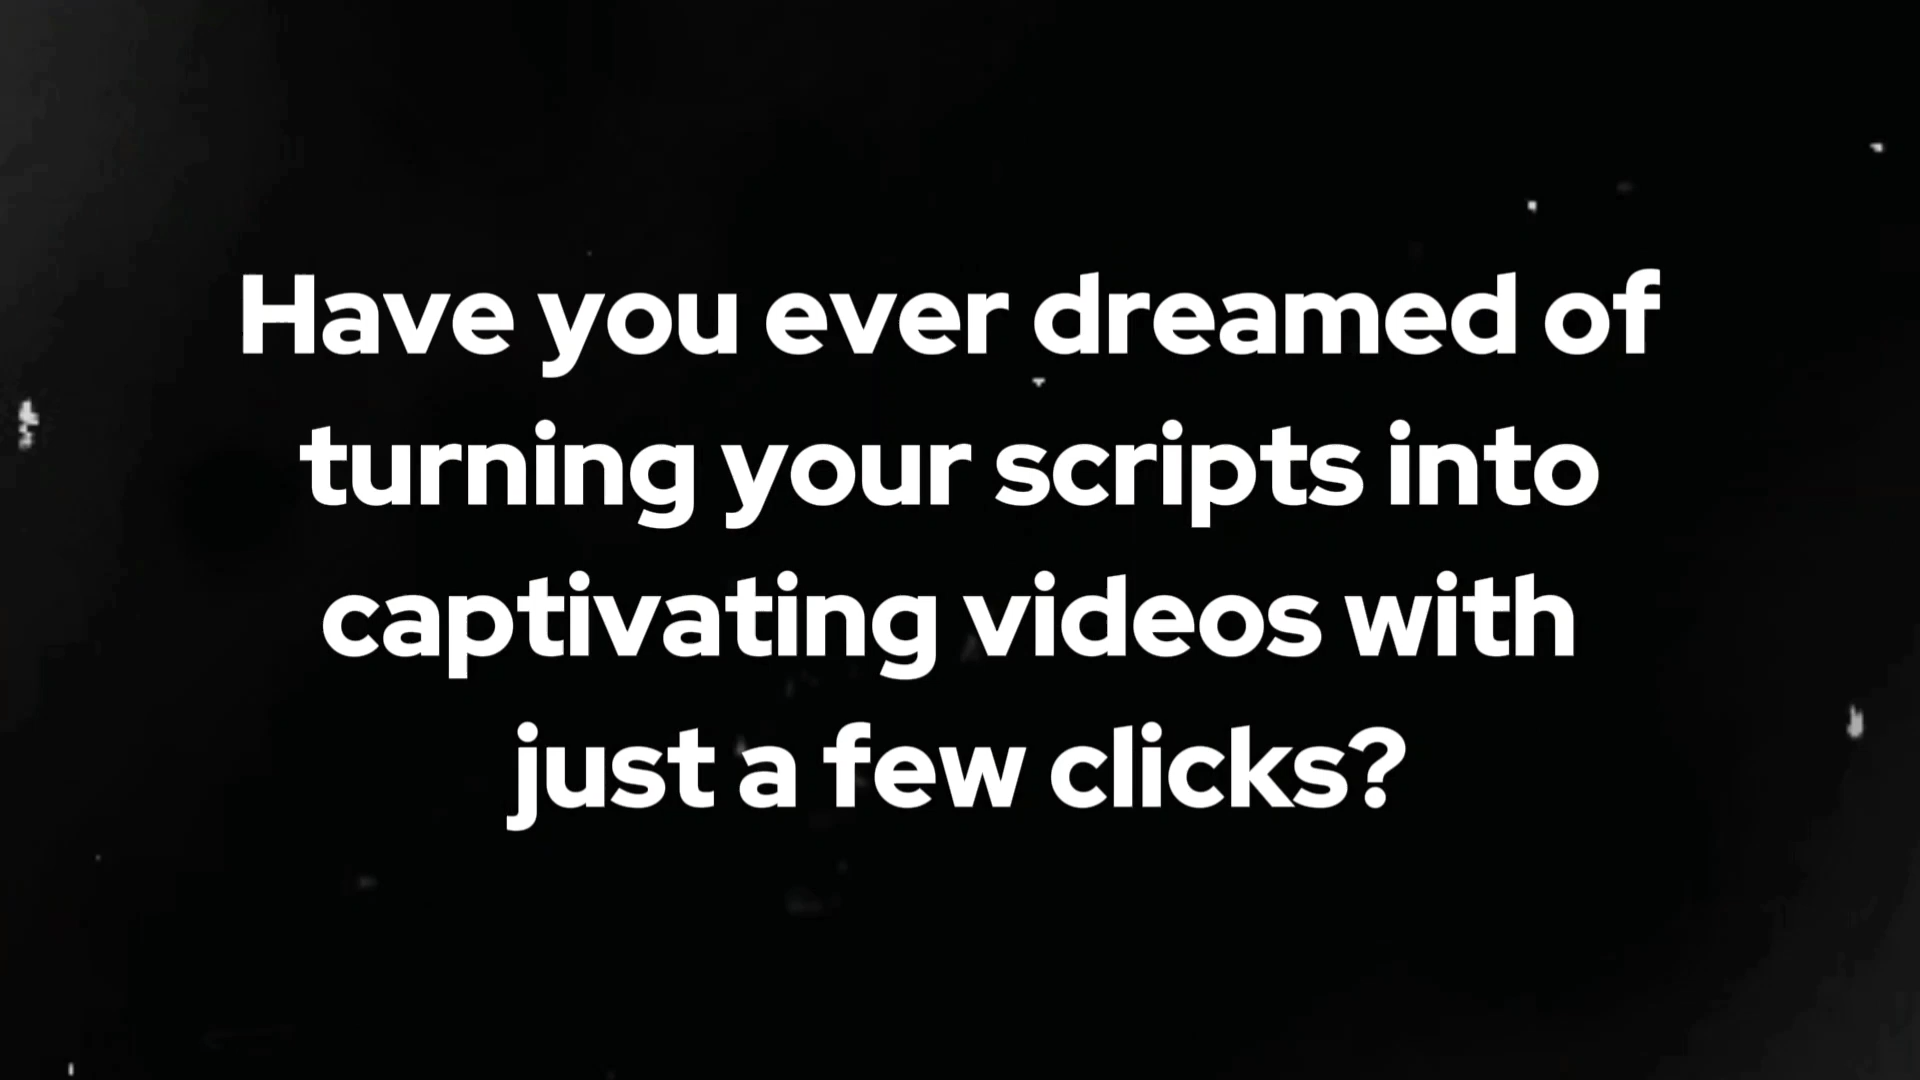 Have you ever dreamed of
turning your scripts into
captivating videos with
just a few clicks?